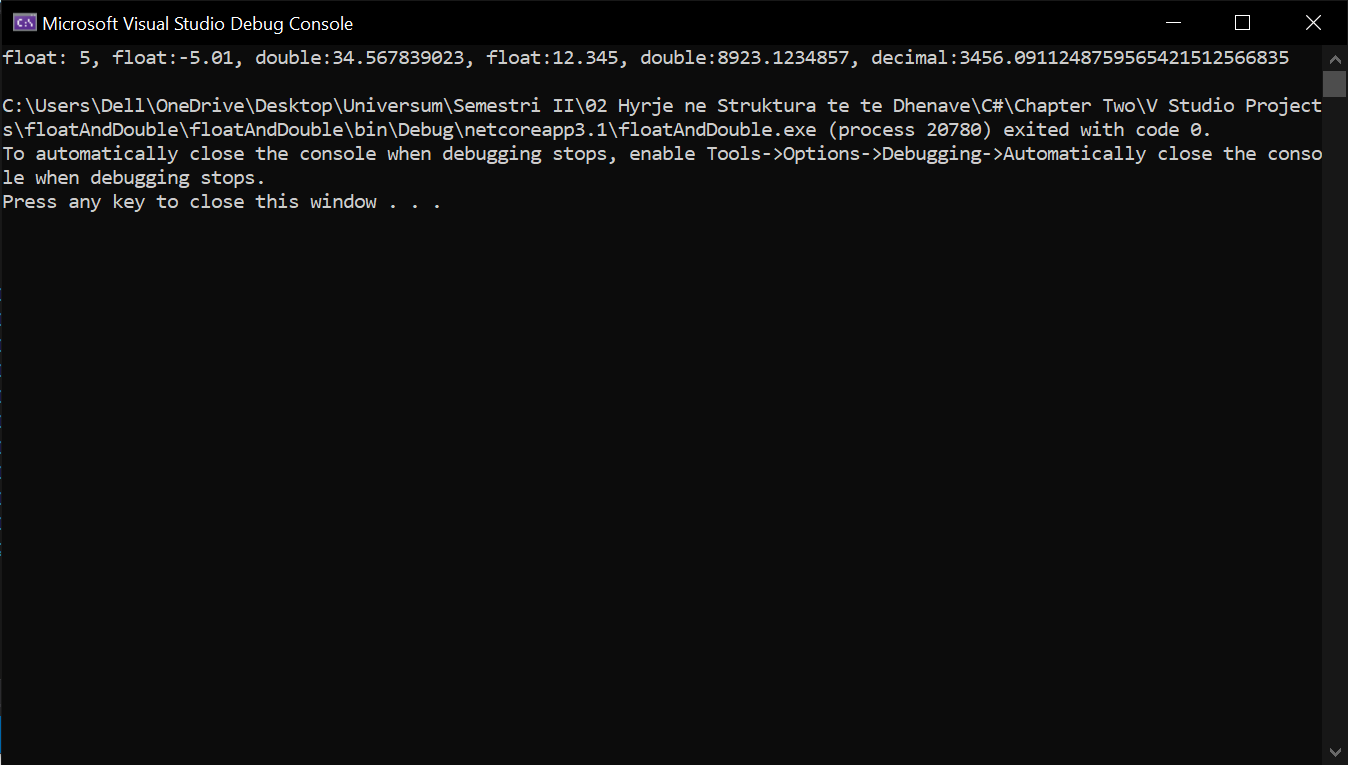 Microsoft Visual Studio Debug Console
float: 5, float:-5.01, double:34.567839023, float:12.345, double:8923.1234857, decimal:3456.0911248759565421512566835
C:\Users\Dell\OneDrive\Desktop\Universum\Semestri II\02 Hyrje ne Struktura te te Dhenave\C#\Chapter Two\V Studio Project
s\floatAndDouble\floatAndDouble\bin\Debug\netcoreapp3.1\floatAndDouble.exe (process 20780) exited with code 0.
To automatically close the console when debugging stops, enable Tools->Options->Debugging->Automatically close the conso
le when debugging stops.
Press any key to close this window . . .